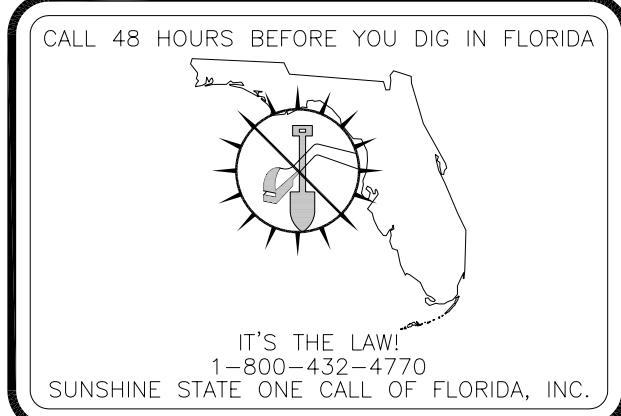 CALL 48 HOURS BEFORE YOU DIG IN FLORIDA
IT'S THE LAW!
1-800-432-4770
SUNSHINE STATE ONE CALL OF FLORIDA, INC.